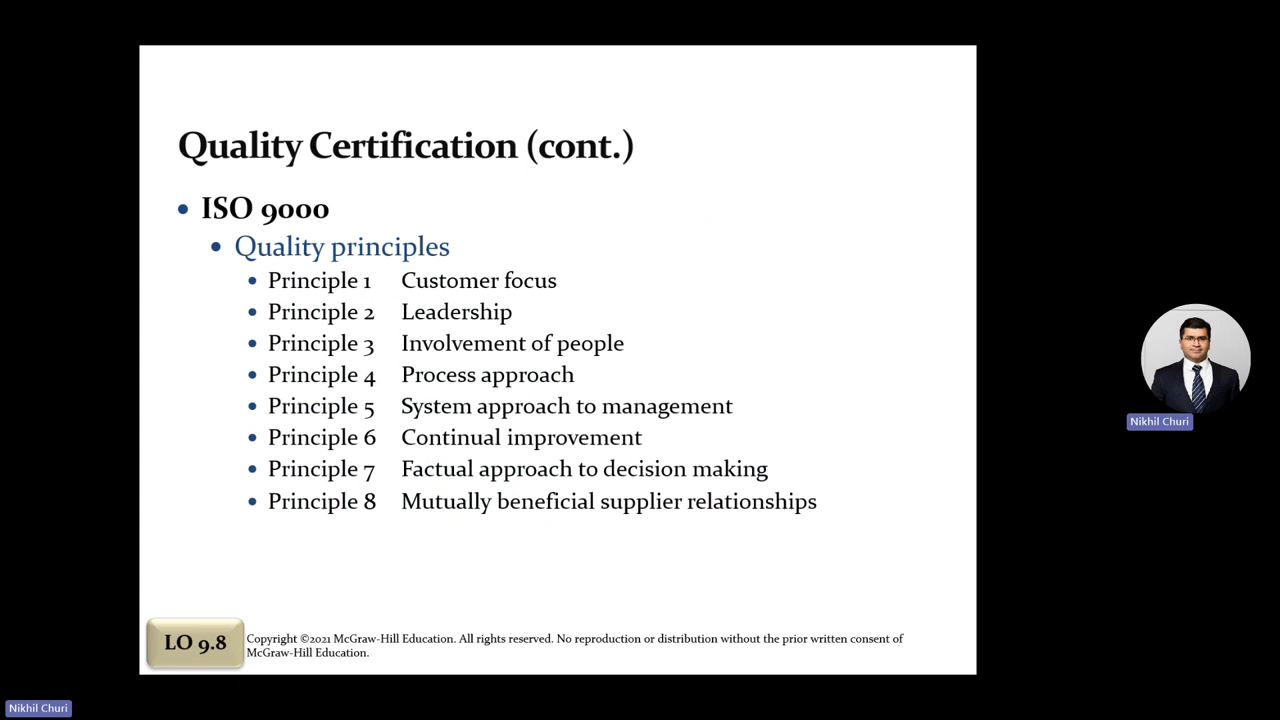 Quality Certification (cont.)
• ISO 9000
• Quality principles
• Principle 1 Customer focus
• Principle 2 Leadership
• Principle 3 Involvement of people
• Principle 4 Process approach
• Principle 5 System approach to management
• Principle 6 Continual improvement
• Principle 7 Factual approach to decision making
• Principle 8 Mutually beneficial supplier relationships
LO 9.8
Copyright ©2021 McGraw-Hill Education. All rights reserved. No reproduction or distribution without the prior written consent of
McGraw-Hill Education.
Nikhil Churi
Nikhil Churi